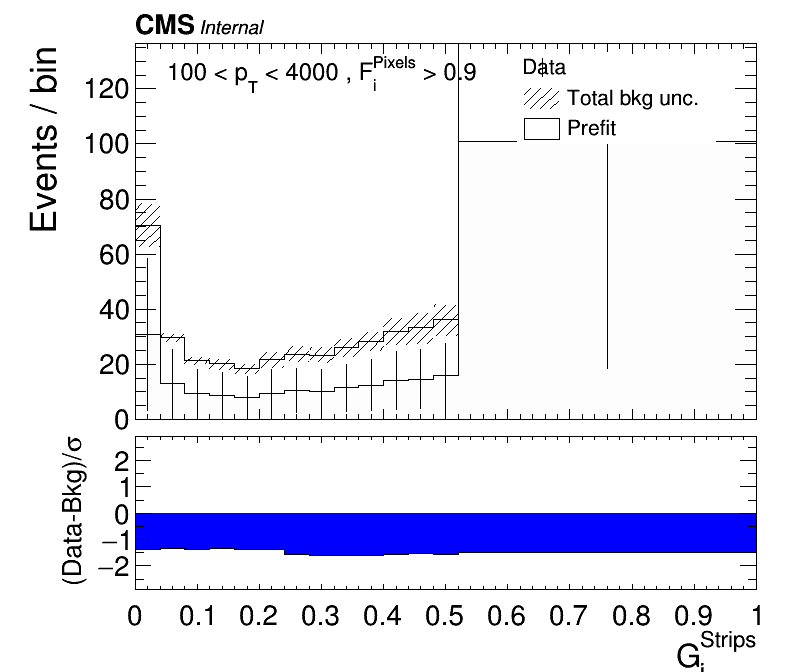 CMS Internal
100 < p_T < 4000 , F_i^Pixels > 0.9
Data
Total bkg unc.
Prefit
Events / bin
120
100
80
60
40
20
0
(Data-Bkg)/σ
2
1
0
−1
−2
0 0.1 0.2 0.3 0.4 0.5 0.6 0.7 0.8 0.9 1
G_i^Strips